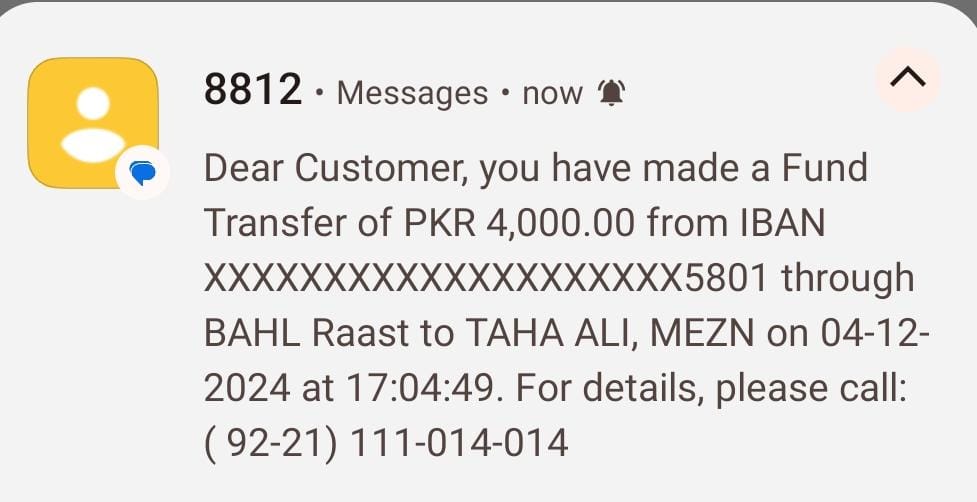 8812 • Messages • now
Dear Customer, you have made a Fund
Transfer of PKR 4,000.00 from IBAN
XXXXXXXXXXXXXXXXXXXX5801 through
BAHL Raast to TAHA ALI, MEZN on 04-12-
2024 at 17:04:49. For details, please call:
( 92-21) 111-014-014